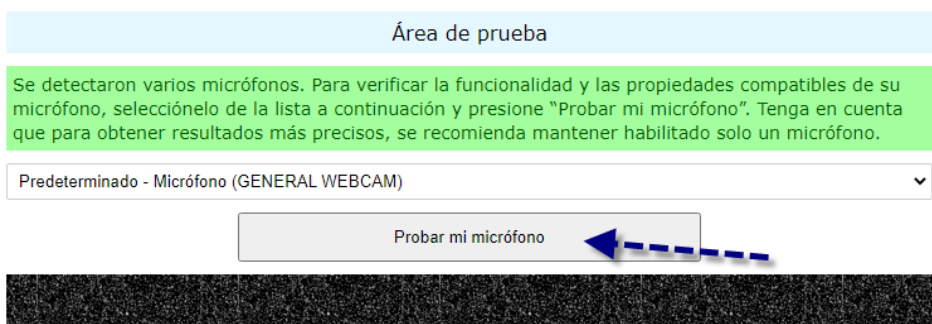 Área de prueba
Se detectaron varios micrófonos. Para verificar la funcionalidad y las propiedades compatibles de su
micrófono, selecciónelo de la lista a continuación y presione “Probar mi micrófono”. Tenga en cuenta
que para obtener resultados más precisos, se recomienda mantener habilitado solo un micrófono.
Predeterminado - Micrófono (GENERAL WEBCAM)
Probar mi micrófono